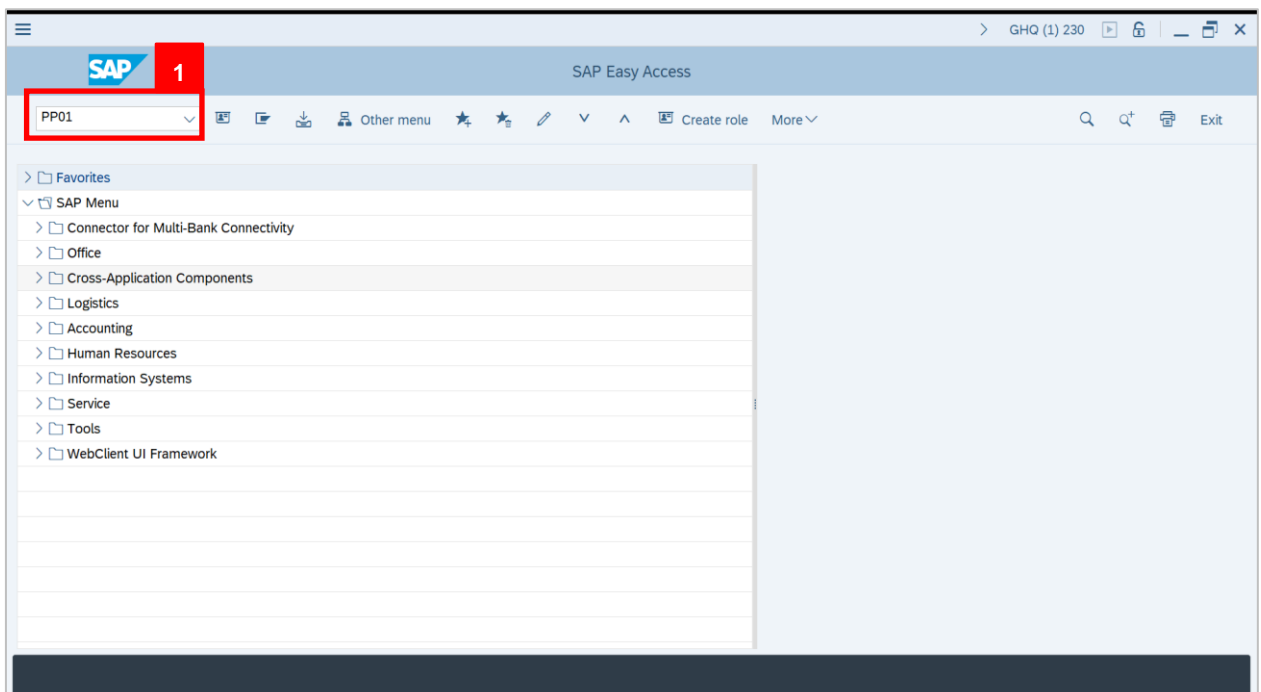 GHQ (1) 230
SAP
1
SAP Easy Access
PP01
Other menu
Create role
More
Exit
Favorites
SAP Menu
Connector for Multi-Bank Connectivity
Office
Cross-Application Components
Logistics
Accounting
Human Resources
Information Systems
Service
Tools
WebClient UI Framework